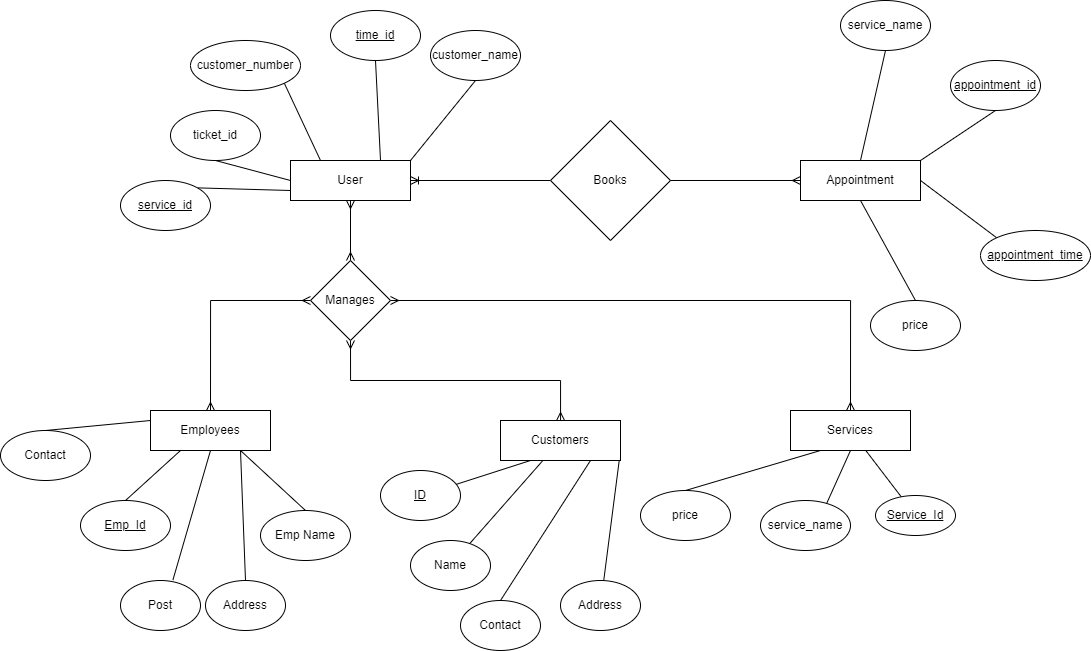 service_name
time_id
customer_name
customer_number
appointment_id
ticket_id
User
Books
Appointment
service_id
appointment_time
Manages
price
Employees
Customers
Services
Contact
ID
price
service_name
Service_Id
Emp_Id
Emp Name
Name
Post
Address
Contact
Address